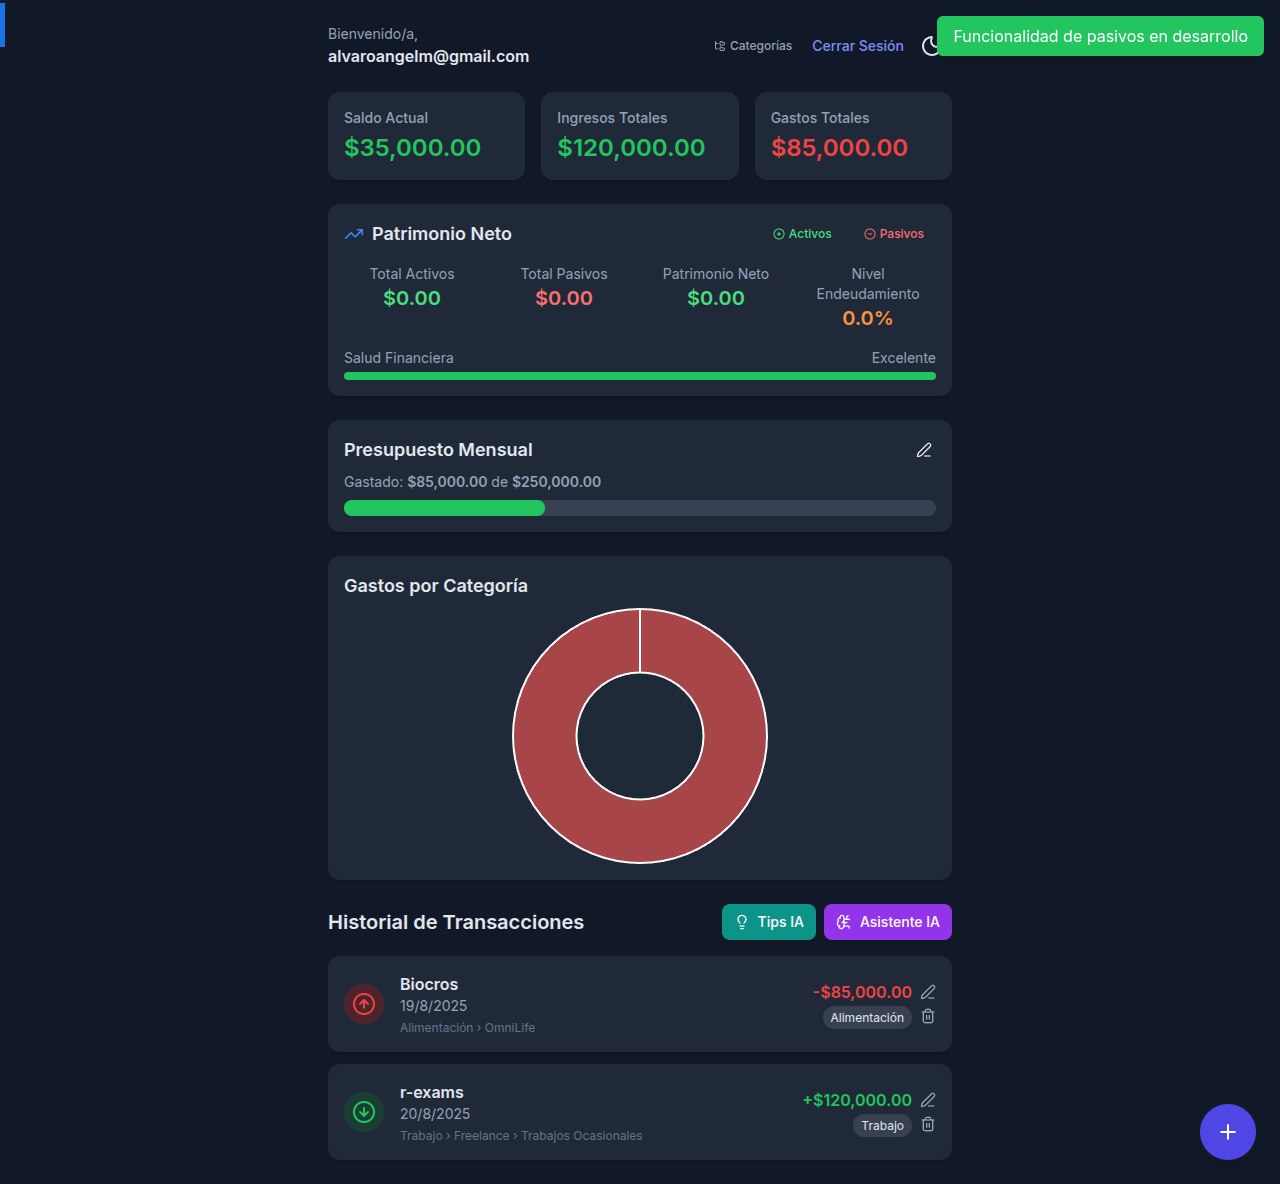 Bienvenido/a,
alvaroangelm@gmail.com
Categorías
Cerrar Sesión
Funcionalidad de pasivos en desarrollo
Saldo Actual
$35,000.00
Ingresos Totales
$120,000.00
Gastos Totales
$85,000.00
Patrimonio Neto
Activos
Pasivos
Total Activos
$0.00
Total Pasivos
$0.00
Patrimonio Neto
$0.00
Nivel
Endeudamiento
0.0%
Salud Financiera
Excelente
Presupuesto Mensual
Gastado: $85,000.00 de $250,000.00
Gastos por Categoría
Historial de Transacciones
Tips IA
Asistente IA
Biocros
19/8/2025
Alimentación › OmniLife
-$85,000.00
Alimentación
r-exams
20/8/2025
Trabajo › Freelance › Trabajos Ocasionales
+$120,000.00
Trabajo